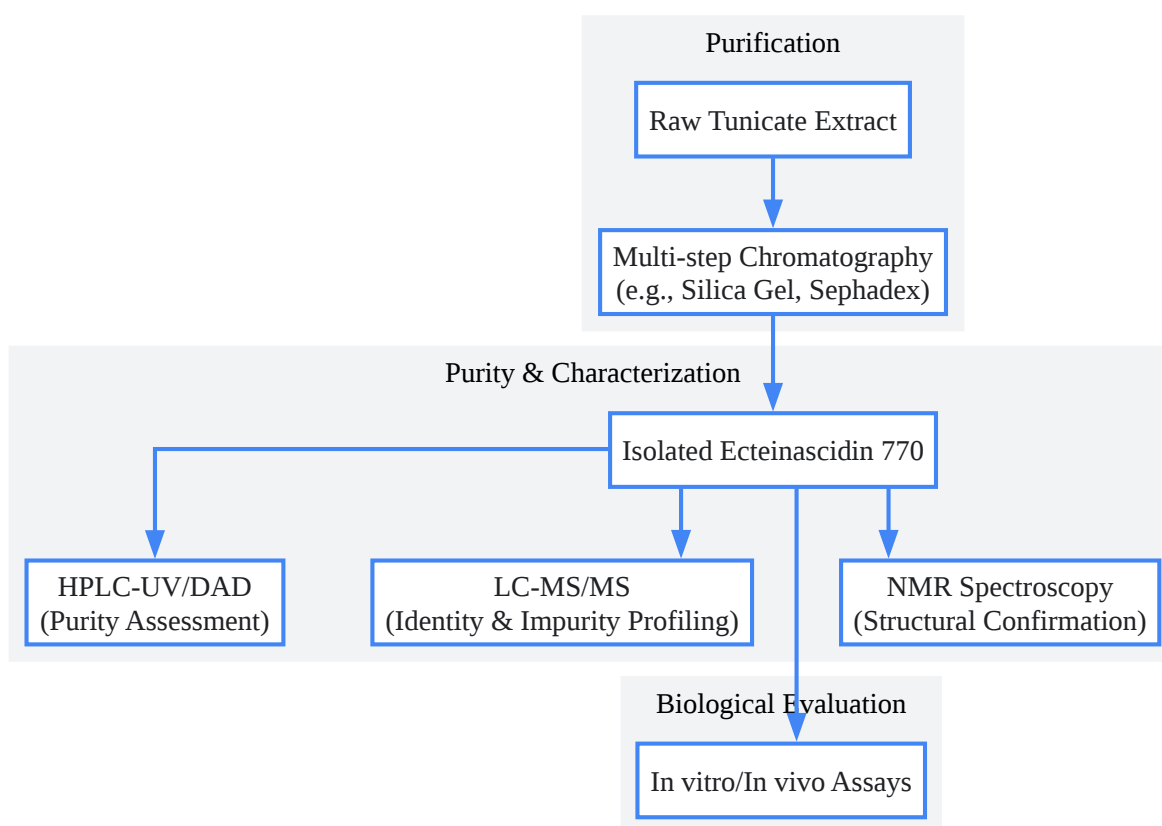 Purification
Raw Tunicate Extract
Multi-step Chromatography
(e.g., Silica Gel, Sephadex)
Purity & Characterization
Isolated Ecteinascidin 770
HPLC-UV/DAD
(Purity Assessment)
LC-MS/MS
(Identity & Impurity Profiling)
NMR Spectroscopy
(Structural Confirmation)
Biological Evaluation
In vitro/In vivo Assays